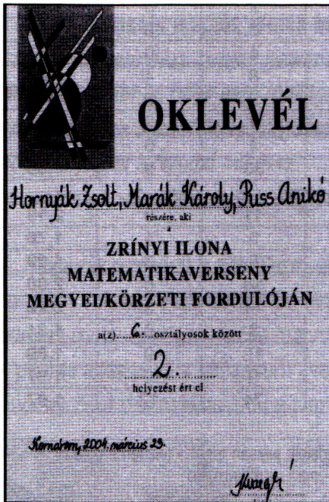 OKLEVÉL
Hornyák Zsolt, Marák Károly, Riss Anikó
részére, aki
a
ZRÍNYI ILONA
MATEMATIKAVERSENY
MEGYEI/KÖRZETI FORDULÓJÁN
a(z).....6......osztályosok között
2.
helyezést ért el
Komárom, 2004. március 29.